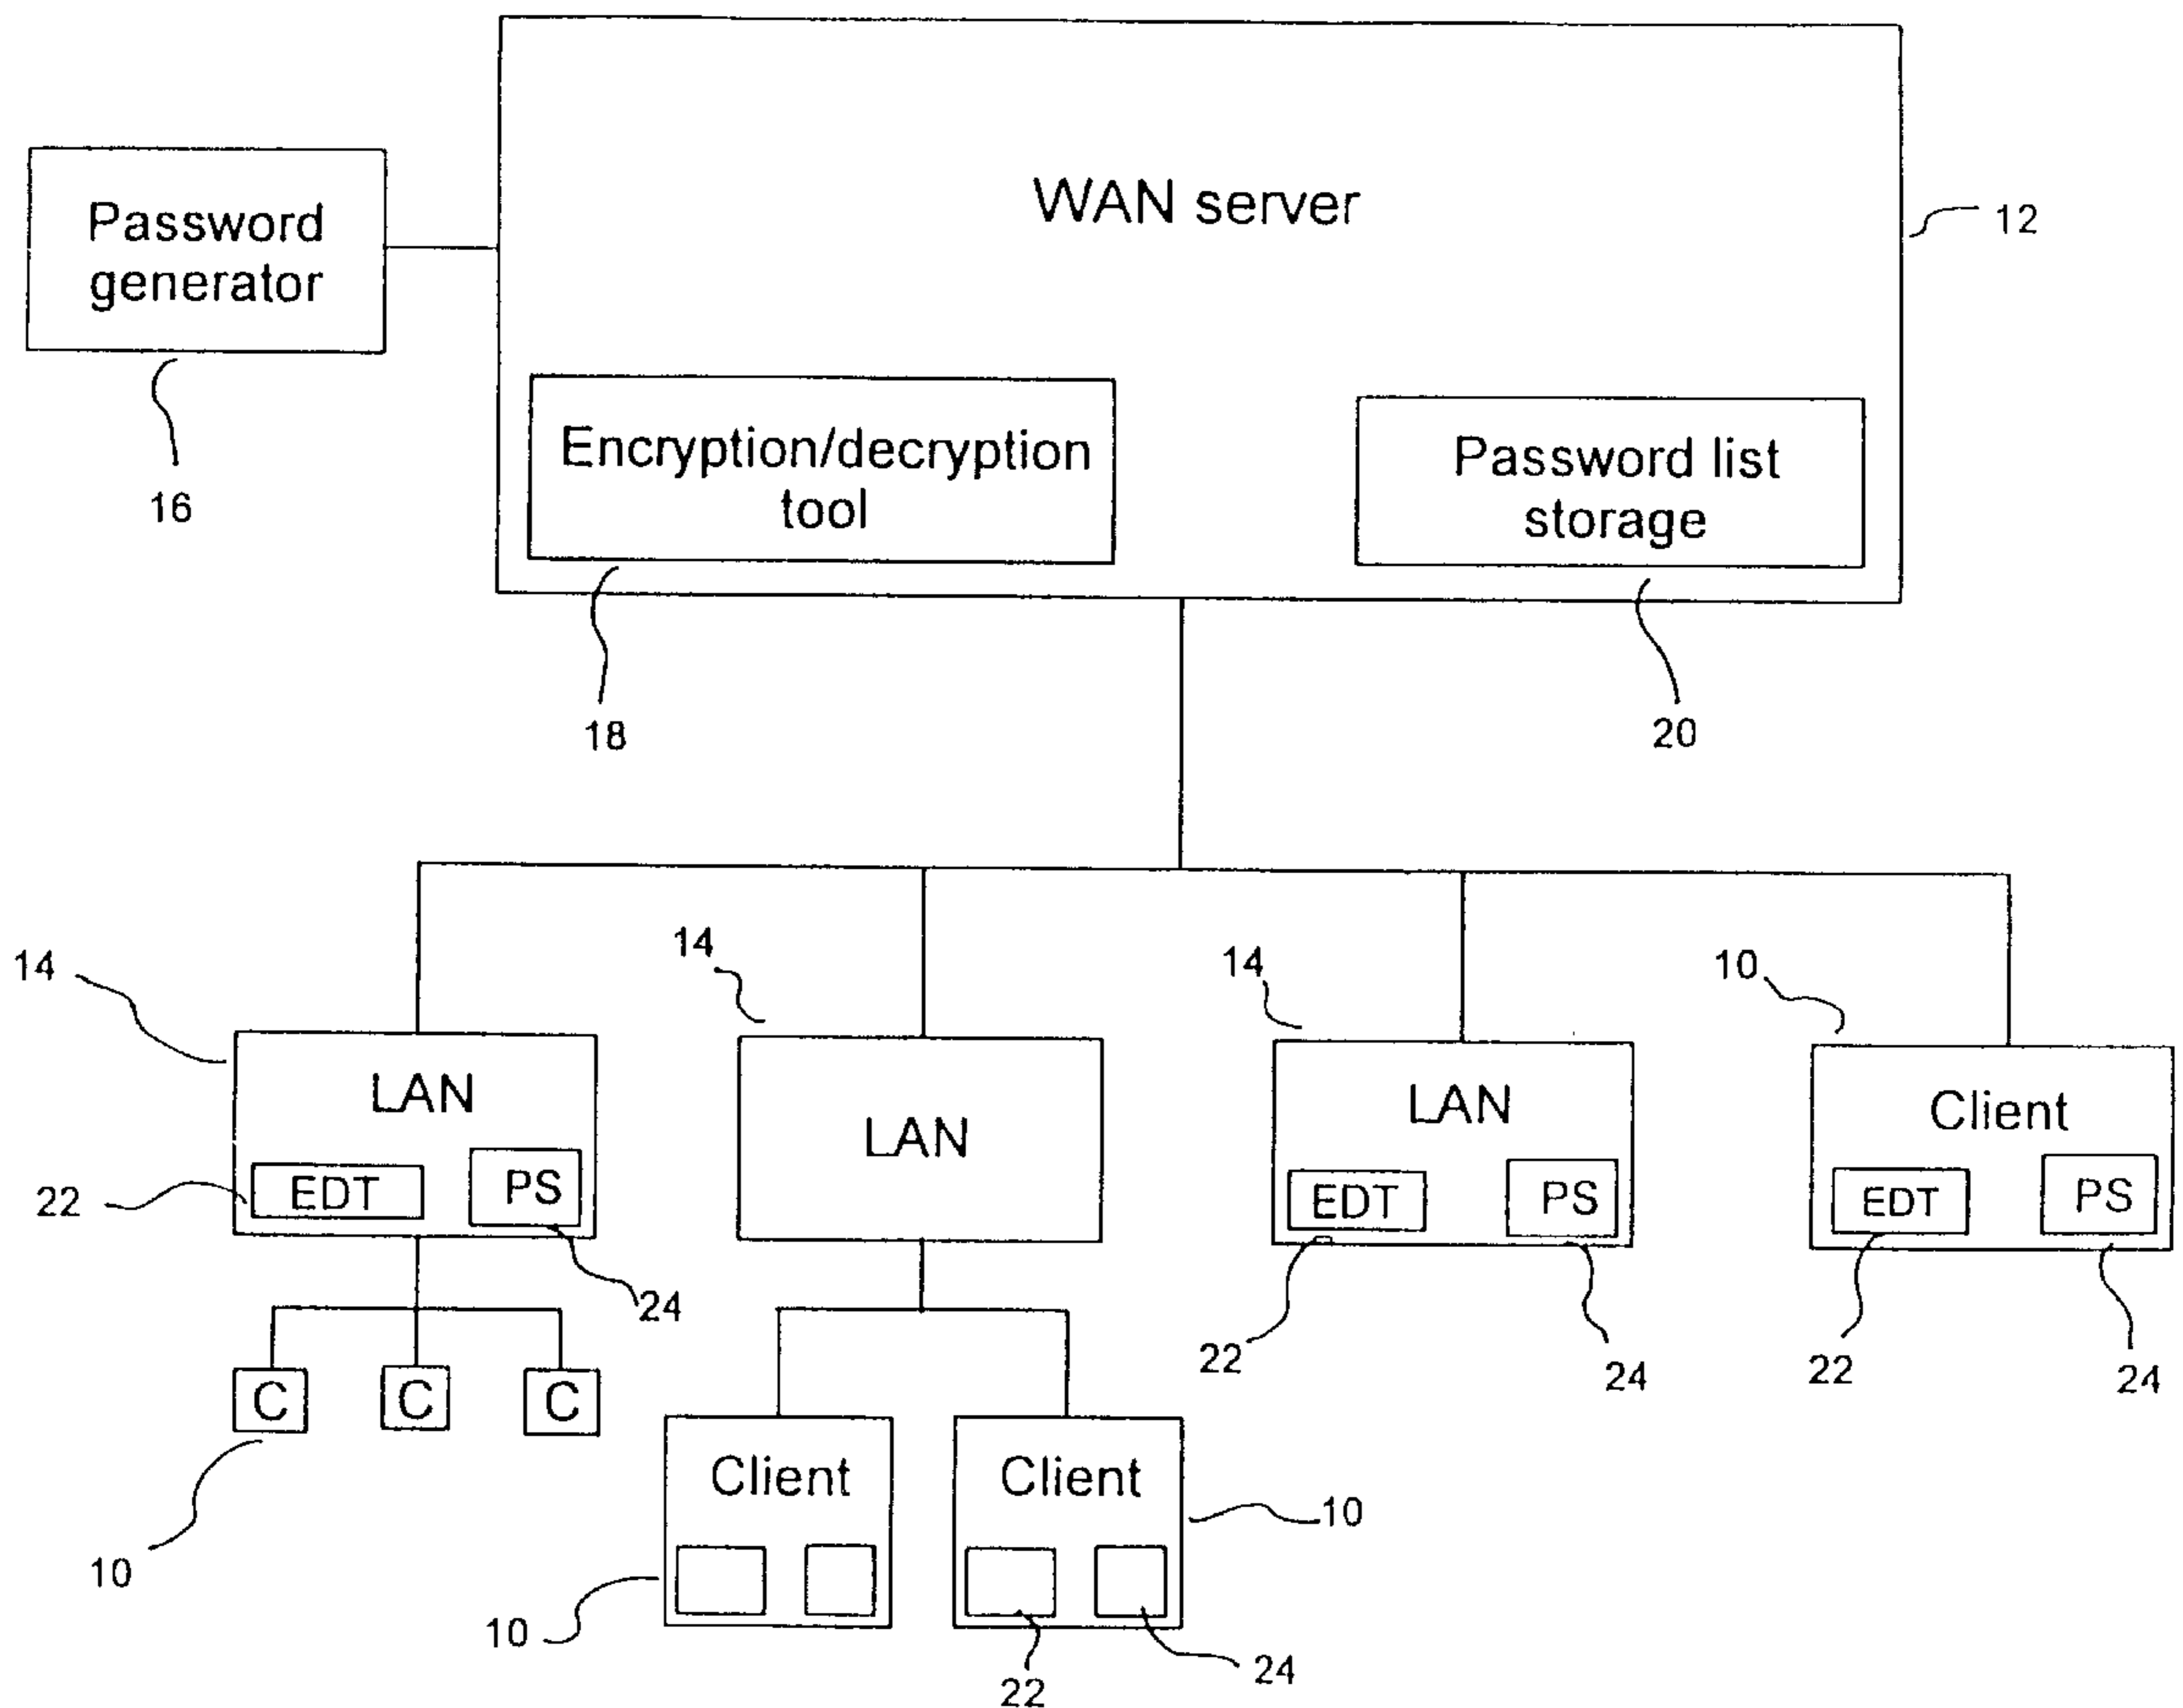 WAN server
12
Password
generator
16
Encryption/decryption
tool
18
Password list
storage
20
14
LAN
EDT
PS
22
24
C
C
C
10
14
LAN
Client
10
Client
10
22
24
14
LAN
EDT
PS
22
24
10
Client
EDT
PS
22
24